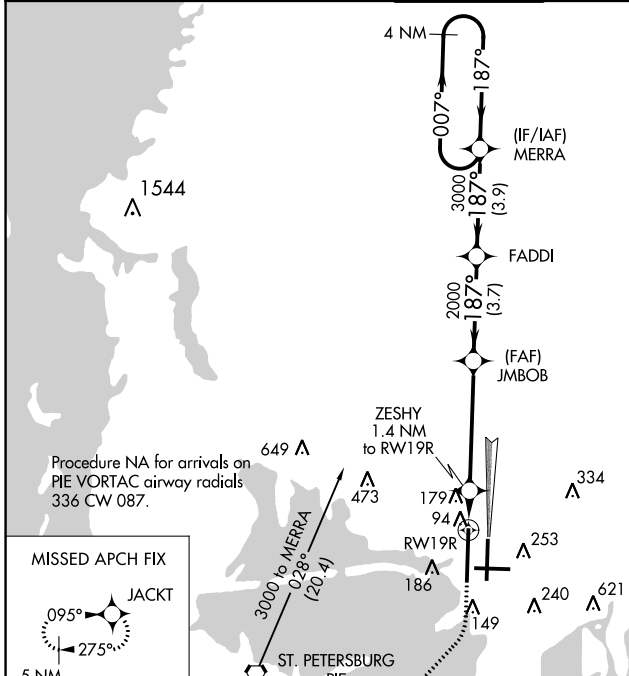 4 NM
187°
007°
(IF/IAF)
MERRA
3000
187°
(3.9)
1544
FADDI
2000
187°
(3.7)
(FAF)
JMBOB
ZESHY
1.4 NM
to RW19R
649
Procedure NA for arrivals on
PIE VORTAC airway radials
336 CW 087.
473
179
334
94
RW19R
253
MISSED APCH FIX
JACKT
095°
275°
5 NM
3000 to MERRA
028°
(20.4)
186
149
240
621
ST. PETERSBURG
PIE